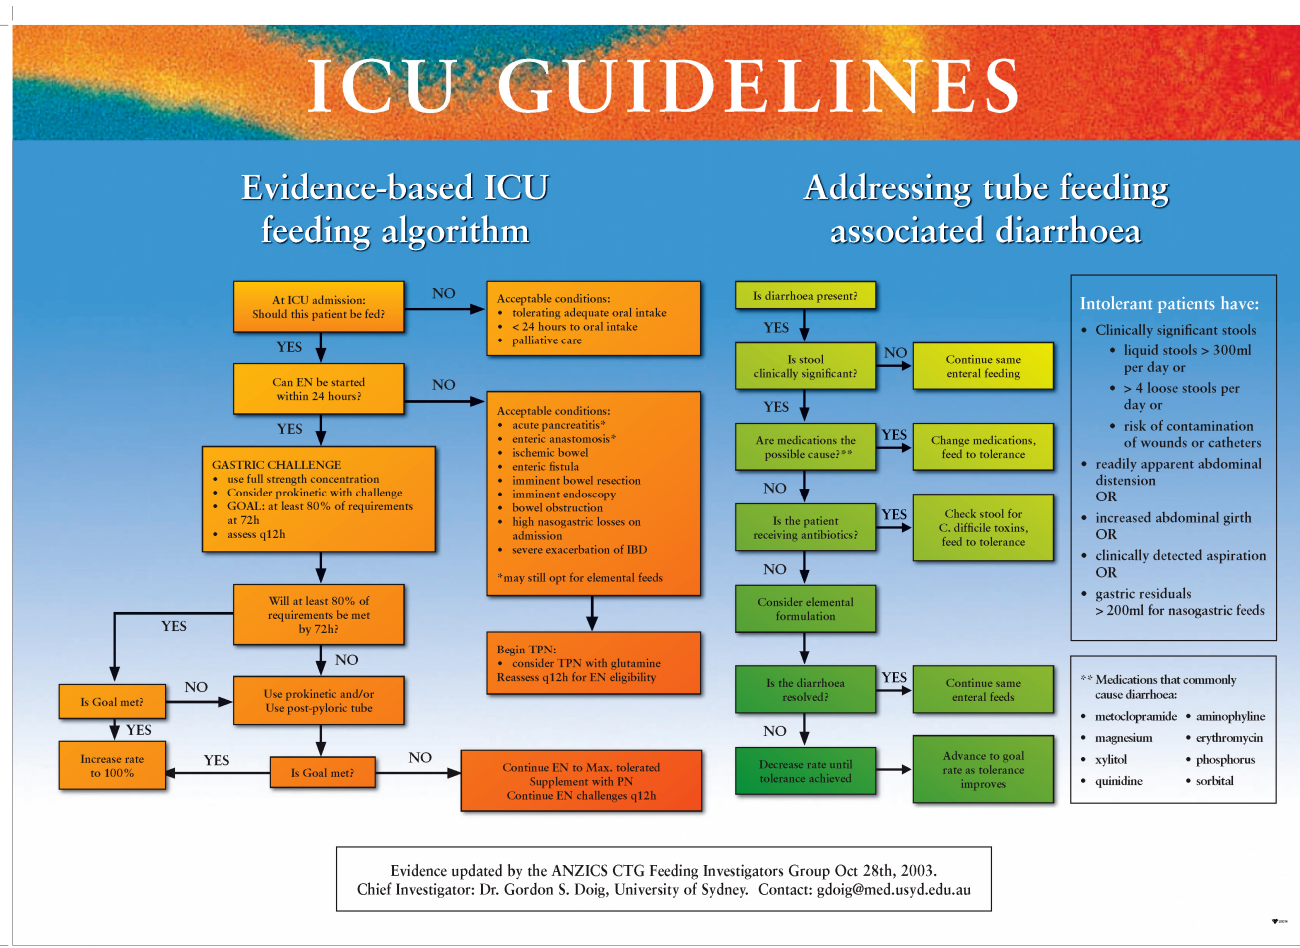 ICU GUIDELINES
Evidence-based ICU
feeding algorithm
At ICU admission:
Should this patient be fed?
NO
Acceptable conditions:
• tolerating adequate oral intake
• < 24 hours to oral intake
• palliative care
YES
Can EN be started
within 24 hours?
NO
Acceptable conditions:
• acute pancreatitis*
• enteric anastomosis*
• ischemic bowel
• enteric fistula
• imminent bowel resection
• imminent endoscopy
• bowel obstruction
• high nasogastric losses on
admission
• severe exacerbation of IBD
*may still opt for elemental feeds
YES
GASTRIC CHALLENGE
• use full strength concentration
• Consider prokinetic with challenge
• GOAL: at least 80% of requirements
at 72h
• assess q12h
Begin TPN:
• consider TPN with glutamine
Reassess q12h for EN eligibility
Will at least 80% of
requirements be met
by 72h?
YES
NO
Is Goal met?
NO
Use prokinetic and/or
Use post-pyloric tube
YES
Increase rate
to 100%
YES
Is Goal met?
NO
Continue EN to Max. tolerated
Supplement with PN
Continue EN challenges q12h
Addressing tube feeding
associated diarrhoea
Is diarrhoea present?
YES
Is stool
clinically significant?
NO
Continue same
enteral feeding
YES
Are medications the
possible cause?**
YES
Change medications,
feed to tolerance
NO
Is the patient
receiving antibiotics?
YES
Check stool for
C. difficile toxins,
feed to tolerance
NO
Consider elemental
formulation
Is the diarrhoea
resolved?
YES
Continue same
enteral feeds
NO
Decrease rate until
tolerance achieved
Advance to goal
rate as tolerance
improves
Intolerant patients have:
• Clinically significant stools
• liquid stools > 300ml
per day or
• > 4 loose stools per
day or
• risk of contamination
of wounds or catheters
• readily apparent abdominal
distension
OR
• increased abdominal girth
OR
• clinically detected aspiration
OR
• gastric residuals
> 200ml for nasogastric feeds
** Medications that commonly
cause diarrhoea:
• metoclopramide • aminophyline
• magnesium • erythromycin
• xylitol • phosphorus
• quinidine • sorbital
Evidence updated by the ANZICS CTG Feeding Investigators Group Oct 28th, 2003.
Chief Investigator: Dr. Gordon S. Doig, University of Sydney. Contact: gdoig@med.usyd.edu.au